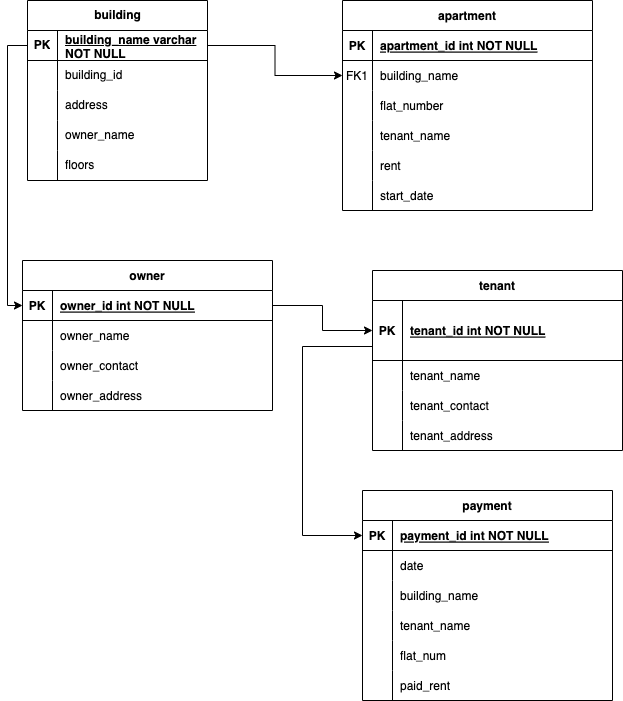 building
PK
building_name varchar
NOT NULL
building_id
address
owner_name
floors
apartment
PK
apartment_id int NOT NULL
FK1
building_name
flat_number
tenant_name
rent
start_date
owner
PK
owner_id int NOT NULL
owner_name
owner_contact
owner_address
tenant
PK
tenant_id int NOT NULL
tenant_name
tenant_contact
tenant_address
payment
PK
payment_id int NOT NULL
date
building_name
tenant_name
flat_num
paid_rent